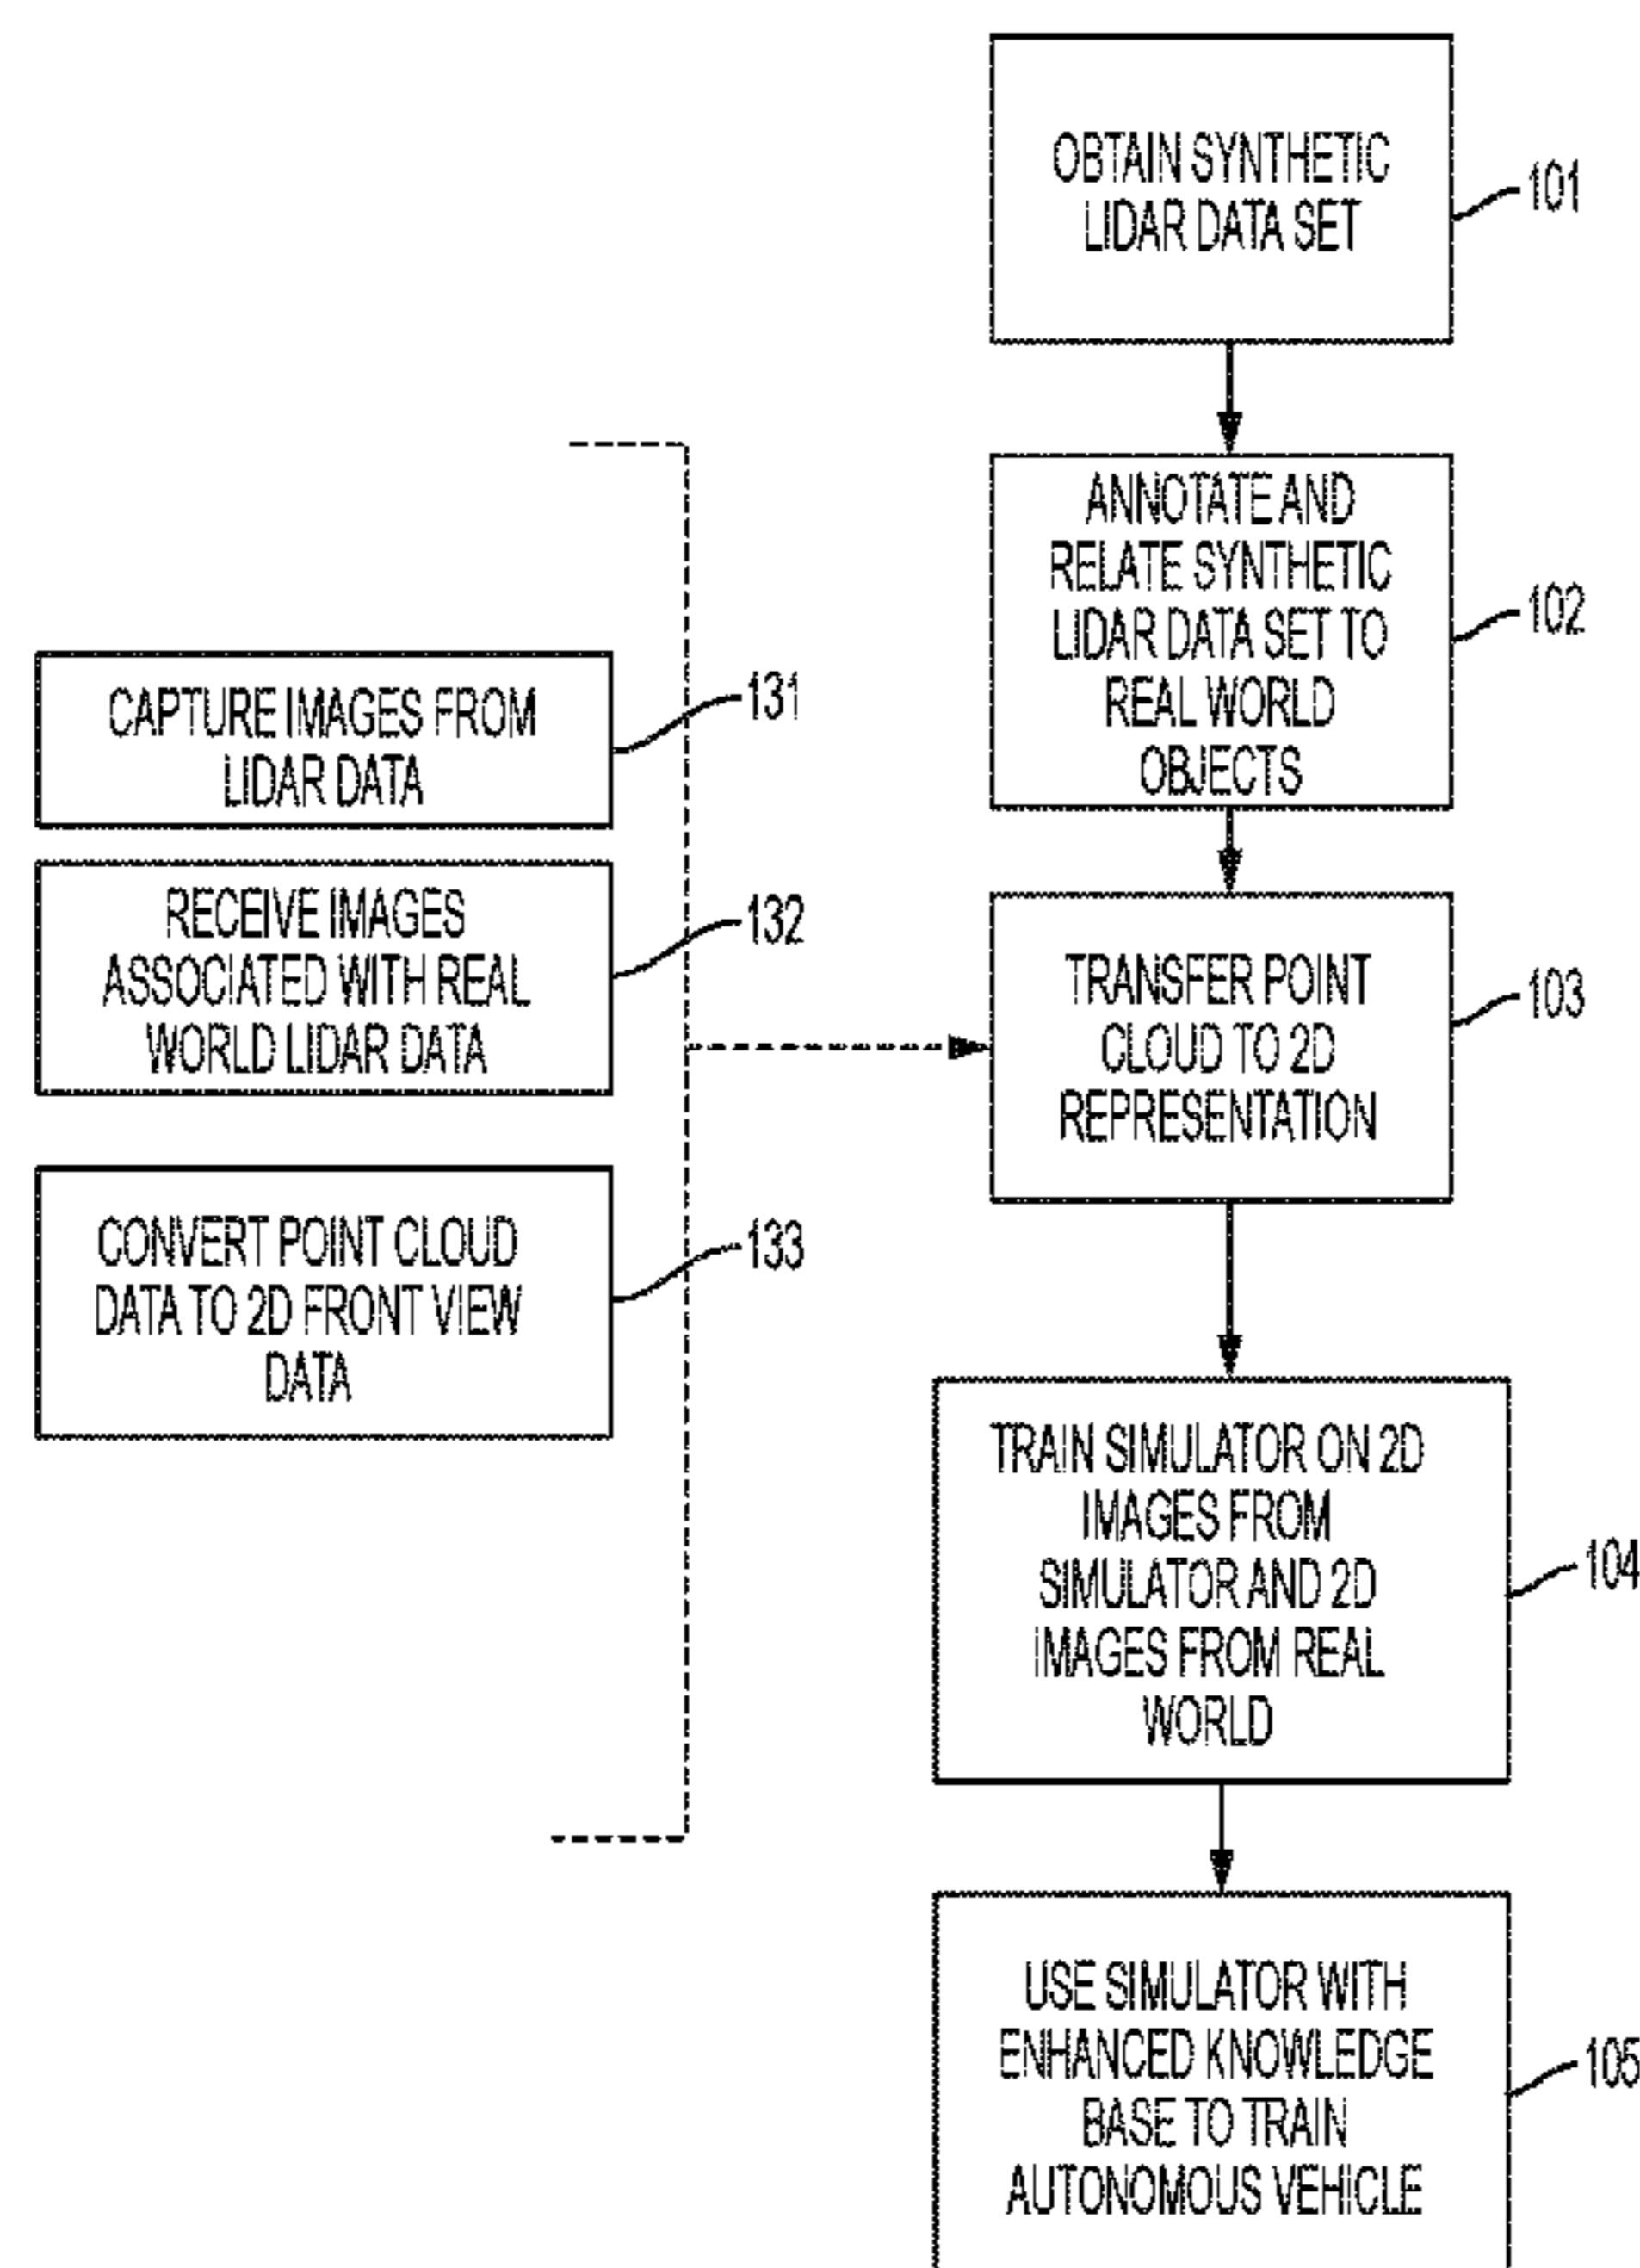 OBTAIN SYNTHETIC
LIDAR DATA SET
101
ANNOTATE AND
RELATE SYNTHETIC
LIDAR DATA SET TO
REAL WORLD
OBJECTS
102
CAPTURE IMAGES FROM
LIDAR DATA
131
RECEIVE IMAGES
ASSOCIATED WITH REAL
WORLD LIDAR DATA
132
TRANSFER POINT
CLOUD TO 2D
REPRESENTATION
103
CONVERT POINT CLOUD
DATA TO 2D FRONT VIEW
DATA
133
TRAIN SIMULATOR ON 2D
IMAGES FROM
SIMULATOR AND 2D
IMAGES FROM REAL
WORLD
104
USE SIMULATOR WITH
ENHANCED KNOWLEDGE
BASE TO TRAIN
AUTONOMOUS VEHICLE
105